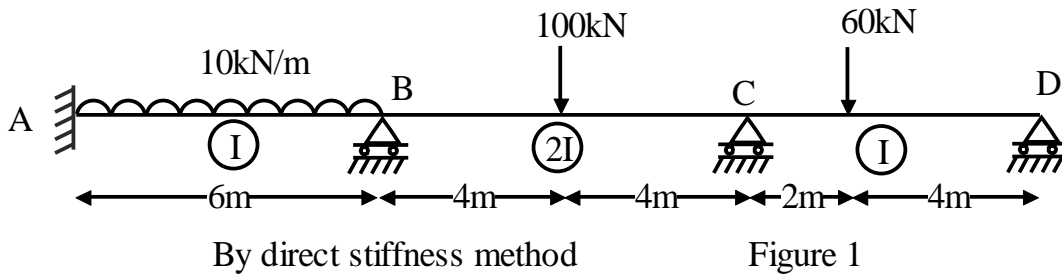 100kN 60kN
10kN/m B C D
A
I 2I I
6m 4m 4m 2m 4m
By direct stiffness method Figure 1